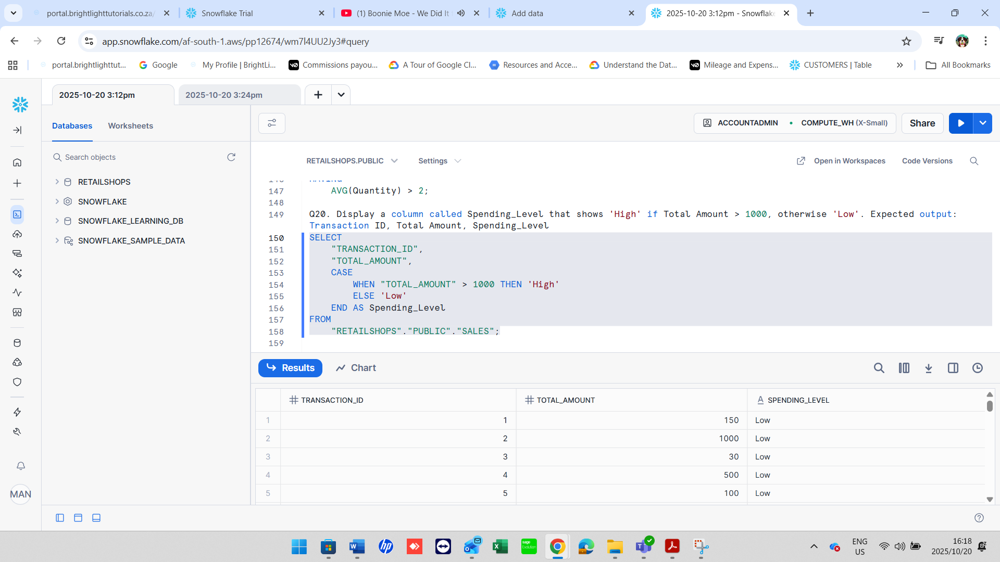 portal.brightlighttutorials.co.za/
Snowflake Trial
(1) Boonie Moe - We Did It
Add data
2025-10-20 3:12pm - Snowflake
app.snowflake.com/af-south-1.aws/pp12674/wm7l4UU2Jy3#query
portal.brightlighttut...
Google
My Profile | BrightLi...
Commissions payou...
A Tour of Google Cl...
Resources and Acce...
Understand the Dat...
Mileage and Expens...
CUSTOMERS | Table
All Bookmarks
2025-10-20 3:12pm
2025-10-20 3:24pm
Databases
Worksheets
ACCOUNTADMIN
COMPUTE_WH (X-Small)
Share
Search objects
RETAILSHOPS
SNOWFLAKE
SNOWFLAKE_LEARNING_DB
SNOWFLAKE_SAMPLE_DATA
MAN
RETAILSHOPS.PUBLIC
Settings
Open in Workspaces
Code Versions
146 HAVING
147 AVG(Quantity) > 2;
148
149 Q20. Display a column called Spending_Level that shows 'High' if Total Amount > 1000, otherwise 'Low'. Expected output:
Transaction ID, Total Amount, Spending_Level
150 SELECT
151 "TRANSACTION_ID",
152 "TOTAL_AMOUNT",
153 CASE
154 WHEN "TOTAL_AMOUNT" > 1000 THEN 'High'
155 ELSE 'Low'
156 END AS Spending_Level
157 FROM
158 "RETAILSHOPS"."PUBLIC"."SALES";
159
Results
Chart
TRANSACTION_ID TOTAL_AMOUNT SPENDING_LEVEL
1 1 150 Low
2 2 1000 Low
3 3 30 Low
4 4 500 Low
5 5 100 Low
sage
Evolution
ENG
US
16:18
2025/10/20